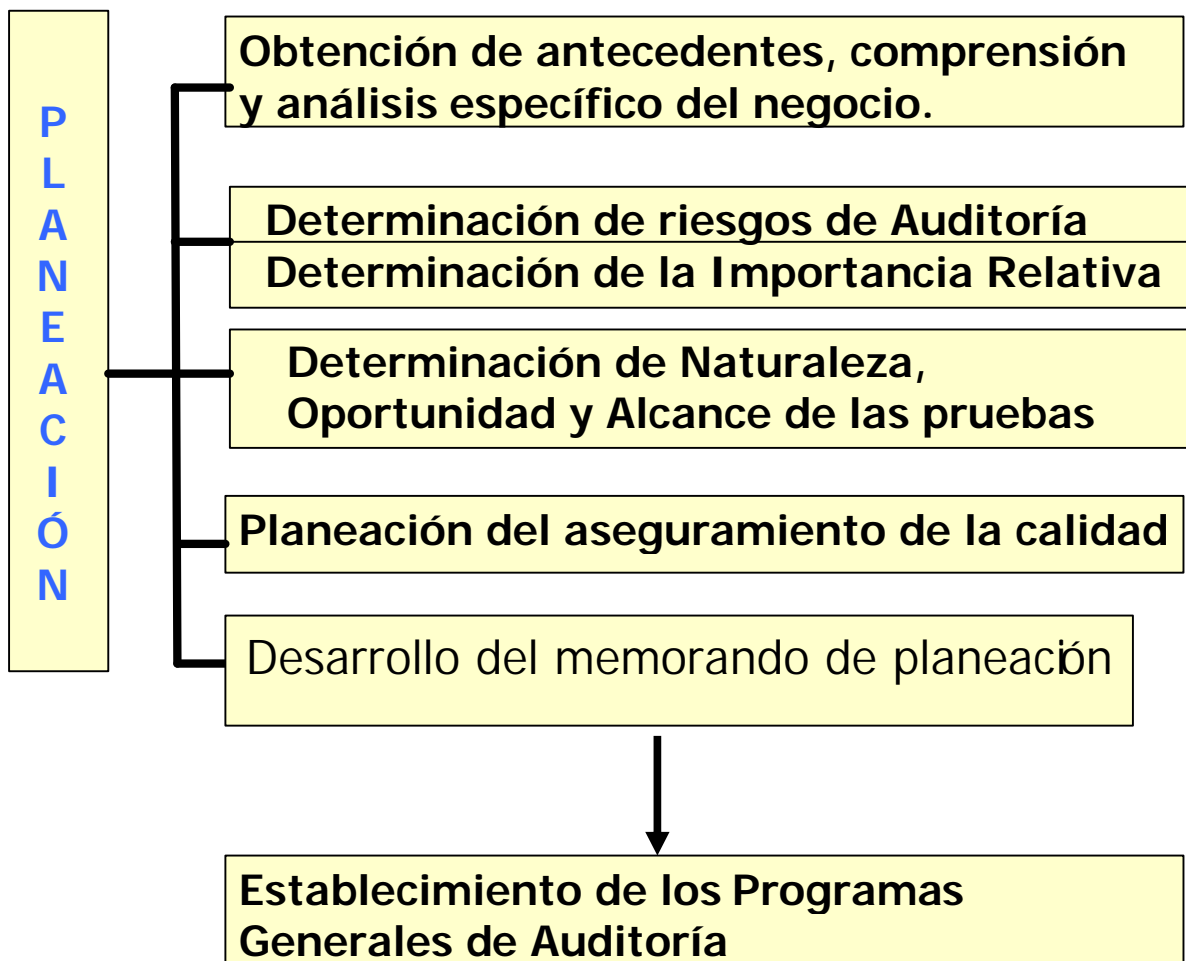 PLANEACIÓN
Obtención de antecedentes, comprensión
y análisis específico del negocio.
Determinación de riesgos de Auditoría
Determinación de la Importancia Relativa
Determinación de Naturaleza,
Oportunidad y Alcance de las pruebas
Planeación del aseguramiento de la calidad
Desarrollo del memorando de planeación
Establecimiento de los Programas
Generales de Auditoría